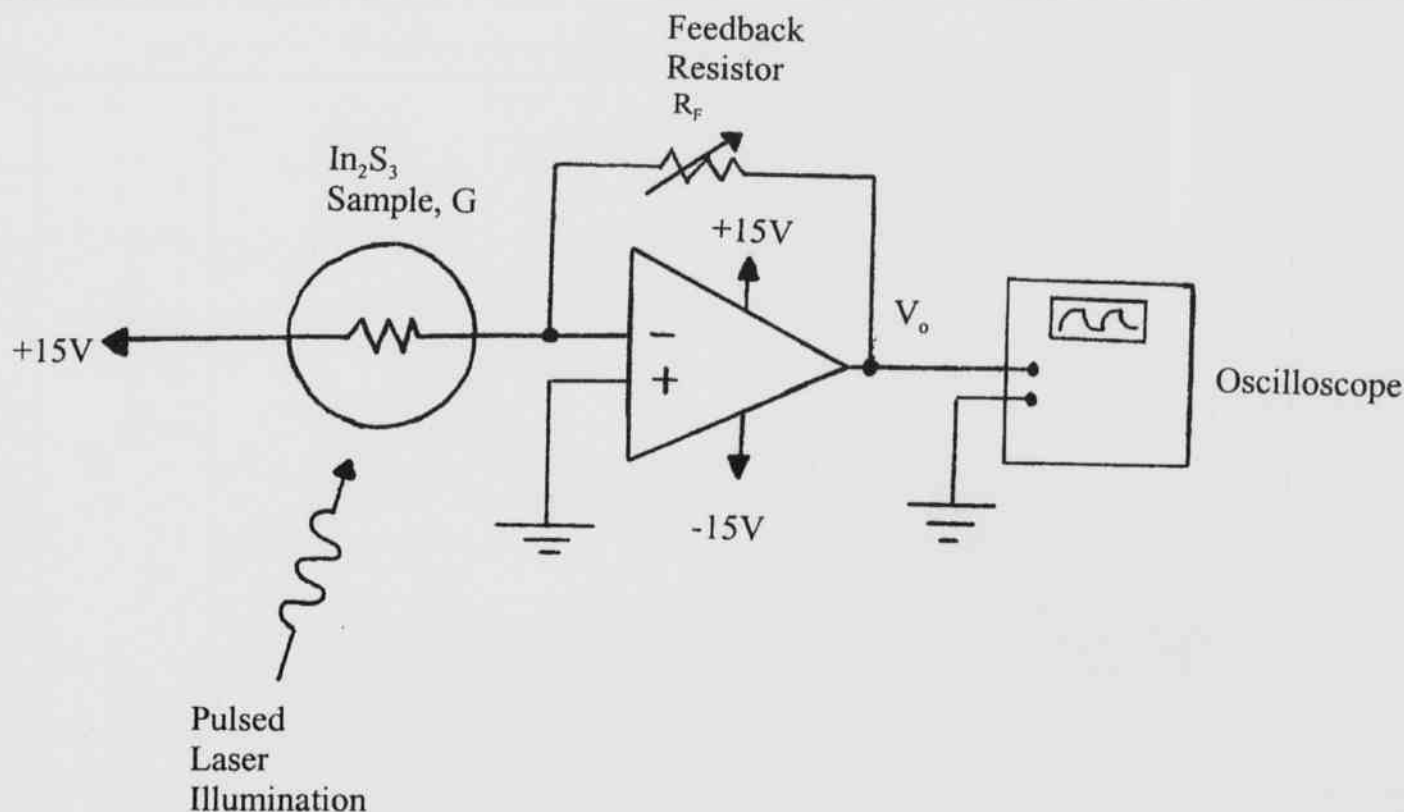 Feedback
Resistor
R_F
In₂S₃
Sample, G
+15V
+15V
−
+
V_o
Oscilloscope
-15V
Pulsed
Laser
Illumination